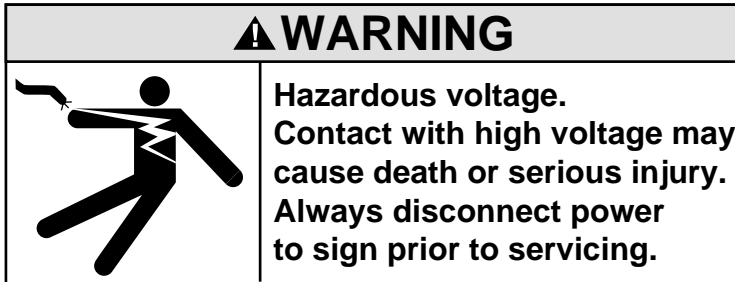 WARNING
Hazardous voltage.
Contact with high voltage may
cause death or serious injury.
Always disconnect power
to sign prior to servicing.